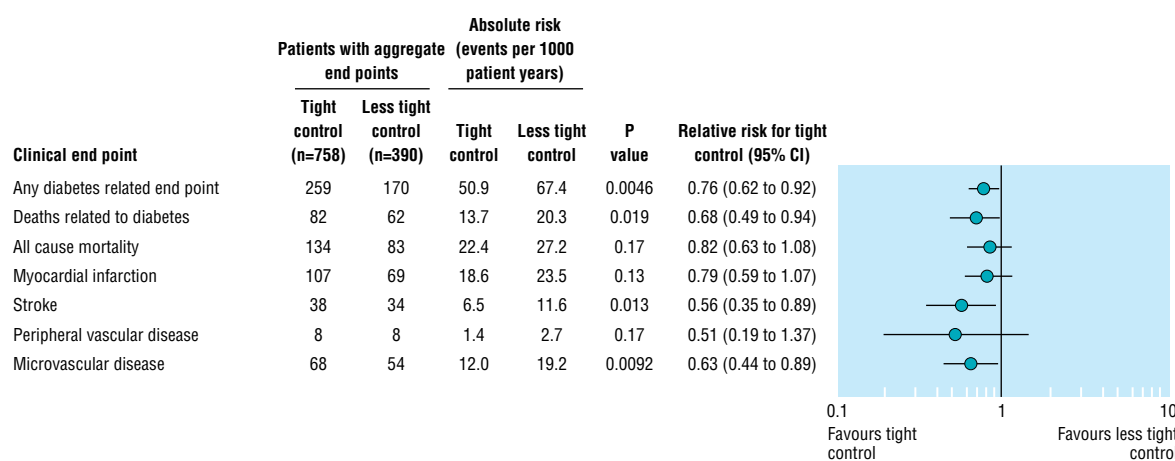 Absolute risk
Patients with aggregate (events per 1000
end points patient years)
Tight Less tight
control control Tight Less tight P Relative risk for tight
Clinical end point (n=758) (n=390) control control value control (95% CI)
Any diabetes related end point 259 170 50.9 67.4 0.0046 0.76 (0.62 to 0.92)
Deaths related to diabetes 82 62 13.7 20.3 0.019 0.68 (0.49 to 0.94)
All cause mortality 134 83 22.4 27.2 0.17 0.82 (0.63 to 1.08)
Myocardial infarction 107 69 18.6 23.5 0.13 0.79 (0.59 to 1.07)
Stroke 38 34 6.5 11.6 0.013 0.56 (0.35 to 0.89)
Peripheral vascular disease 8 8 1.4 2.7 0.17 0.51 (0.19 to 1.37)
Microvascular disease 68 54 12.0 19.2 0.0092 0.63 (0.44 to 0.89)
0.1 1 10
Favours tight Favours less tight
control control